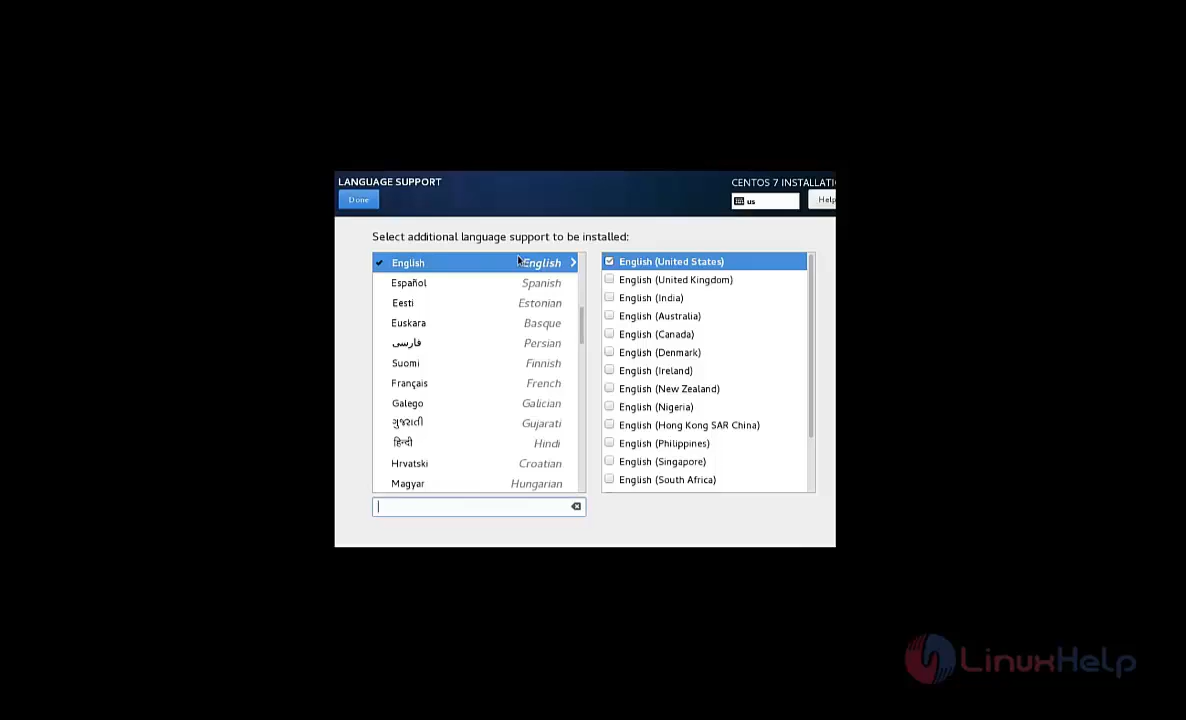 LANGUAGE SUPPORT
CENTOS 7 INSTALLATI
Done
us
Help
Select additional language support to be installed:
English English
Español Spanish
Eesti Estonian
Euskara Basque
فارسی Persian
Suomi Finnish
Français French
Galego Galician
ગુજરાતી Gujarati
हिन्दी Hindi
Hrvatski Croatian
Magyar Hungarian
English (United States)
English (United Kingdom)
English (India)
English (Australia)
English (Canada)
English (Denmark)
English (Ireland)
English (New Zealand)
English (Nigeria)
English (Hong Kong SAR China)
English (Philippines)
English (Singapore)
English (South Africa)
LinuxHelp